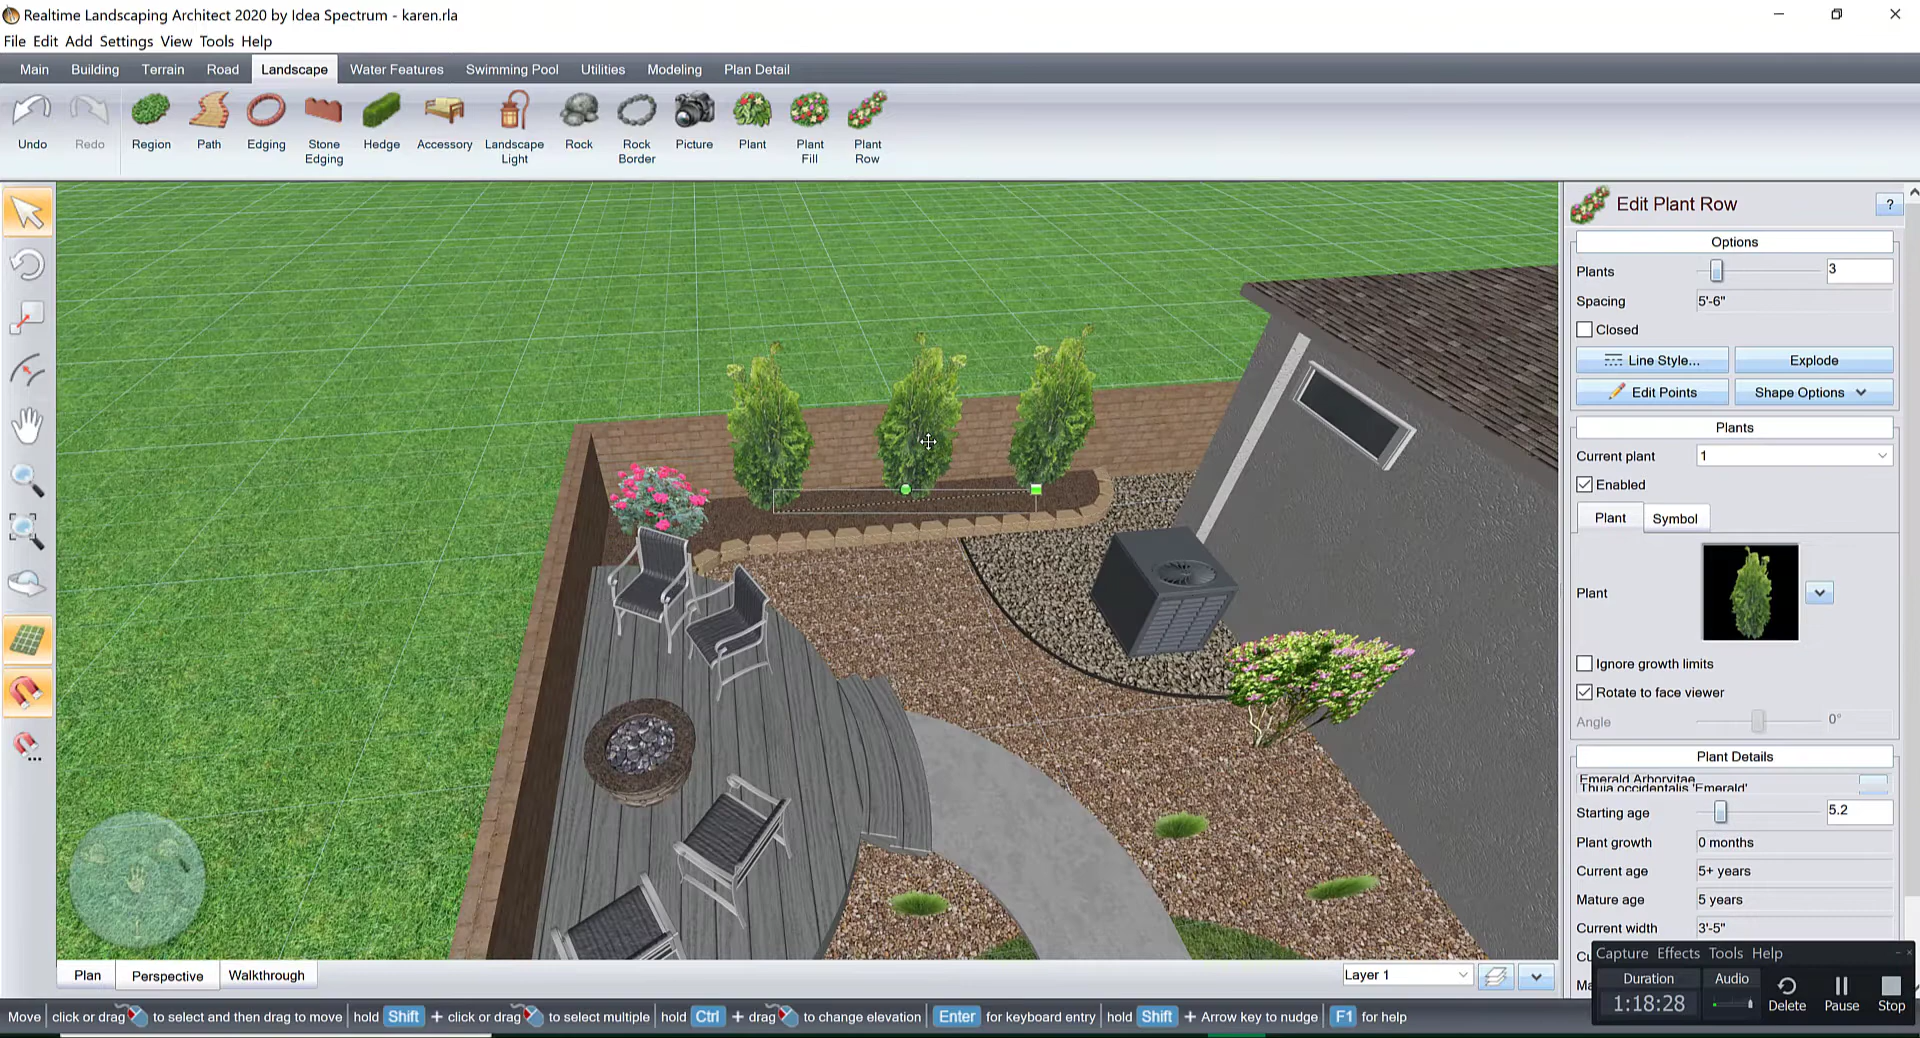 Realtime Landscaping Architect 2020 by Idea Spectrum - karen.rla
File Edit Add Settings View Tools Help
Main Building Terrain Road Landscape Water Features Swimming Pool Utilities Modeling Plan Detail
Undo Redo Region Path Edging Stone Edging Hedge Accessory Landscape Light Rock Rock Border Picture Plant Plant Fill Plant Row
Edit Plant Row ?
Options
Plants 3
Spacing 5'-6"
Closed
Line Style... Explode
Edit Points Shape Options
Plants
Current plant 1
Enabled
Plant Symbol
Plant
Ignore growth limits
Rotate to face viewer
Angle 0°
Plant Details
Emerald Arborvitae
Thuja occidentalis 'Emerald'
Starting age 5.2
Plant growth 0 months
Current age 5+ years
Mature age 5 years
Current width 3'-5"
Cu
Ma
Capture Effects Tools Help
Duration Audio
1:18:28 Delete Pause Stop
Plan Perspective Walkthrough Layer 1
Move click or drag to select and then drag to move hold Shift + click or drag to select multiple hold Ctrl + drag to change elevation Enter for keyboard entry hold Shift + Arrow key to nudge F1 for help